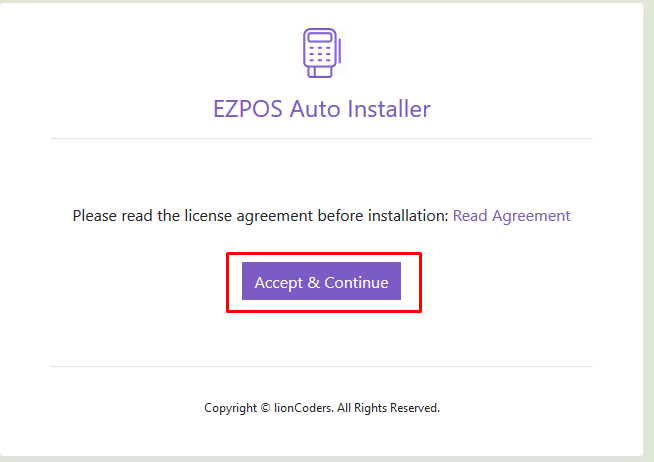 EZPOS Auto Installer
Please read the license agreement before installation: Read Agreement
Accept & Continue
Copyright © lionCoders. All Rights Reserved.